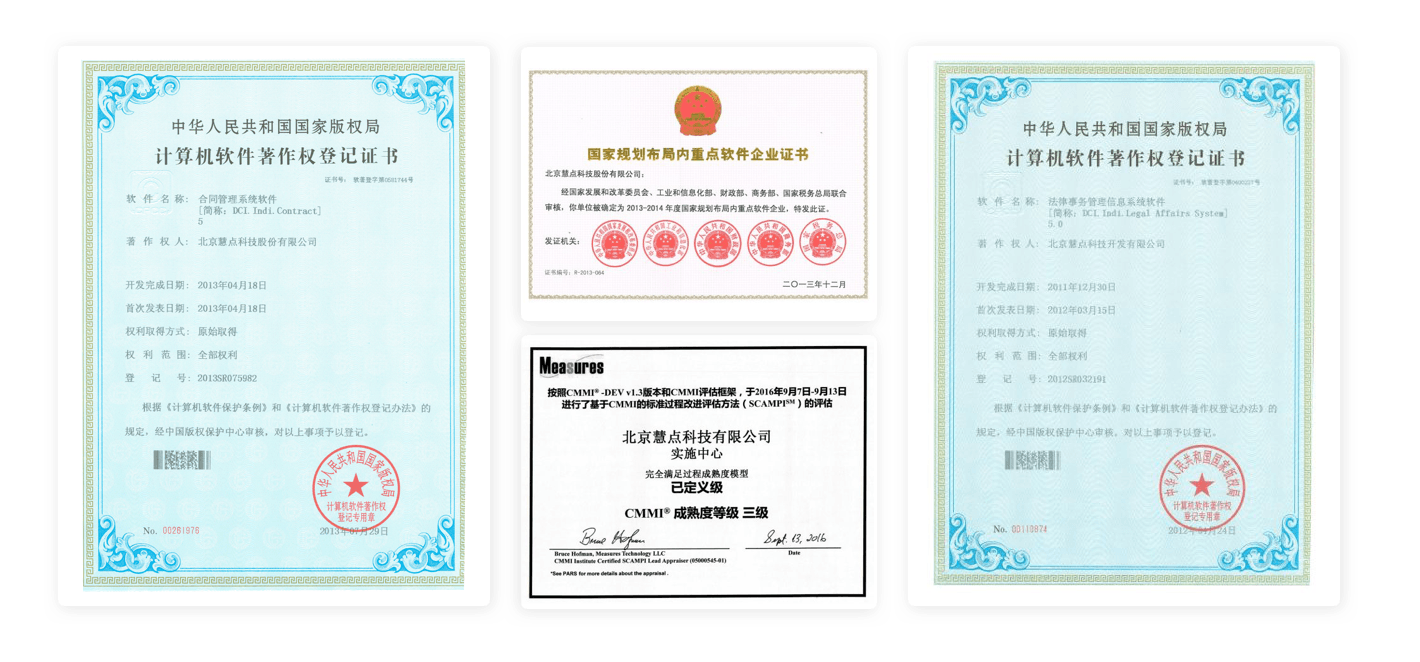 中华人民共和国国家版权局
计算机软件著作权登记证书
证书号： 软著登字第0561744号
软件名称： 合同管理系统软件
[简称：DCL Indi.Contract]
5
著作权人： 北京慧点科技股份有限公司
开发完成日期： 2013年04月18日
首次发表日期： 2013年04月18日
权利取得方式： 原始取得
权利范围： 全部权利
登记号： 2013SR075982
根据《计算机软件保护条例》和《计算机软件著作权登记办法》的
规定，经中国版权保护中心审核，对以上事项予以登记。
中华人民共和国国家版权局
计算机软件著作权
登记专用章
No. 00261976
2013年07月29日
国家规划布局内重点软件企业证书
北京慧点科技股份有限公司：
经国家发展和改革委员会、工业和信息化部、财政部、商务部、国家税务总局联合
审核，你单位被确定为 2013-2014 年度国家规划布局内重点软件企业，特发此证。
发证机关：
证书编号：R-2013-064
二〇一三年十二月
Measures
按照CMMI® -DEV v1.3版本和CMMI评估框架，于2016年9月7日-9月13日
进行了基于CMMI的标准过程改进评估方法（ SCAMPI℠ ）的评估
北京慧点科技有限公司
实施中心
完全满足过程成熟度模型
已定义级
CMMI® 成熟度等级 三级
Bruce Hofman
Sept. 13, 2016
Bruce Hofman, Measures Technology LLC
Date
CMMI Institute Certified SCAMPI Lead Appraiser (05000545-01)
*See PARS for more details about the appraisal .
中华人民共和国国家版权局
计算机软件著作权登记证书
软件名称： 法律事务管理信息系统软件
[简称：DCL Indi.Legal Affairs System]
5.0
著作权人： 北京慧点科技开发有限公司
开发完成日期： 2011年12月30日
首次发表日期： 2012年03月15日
权利取得方式： 原始取得
权利范围： 全部权利
登记号： 2012SR032191
根据《计算机软件保护条例》和《计算机软件著作权登记办法》的
规定，经中国版权保护中心审核，对以上事项予以登记。
中华人民共和国国家版权局
计算机软件著作权
登记专用章
No. 00110974
2012年04月24日